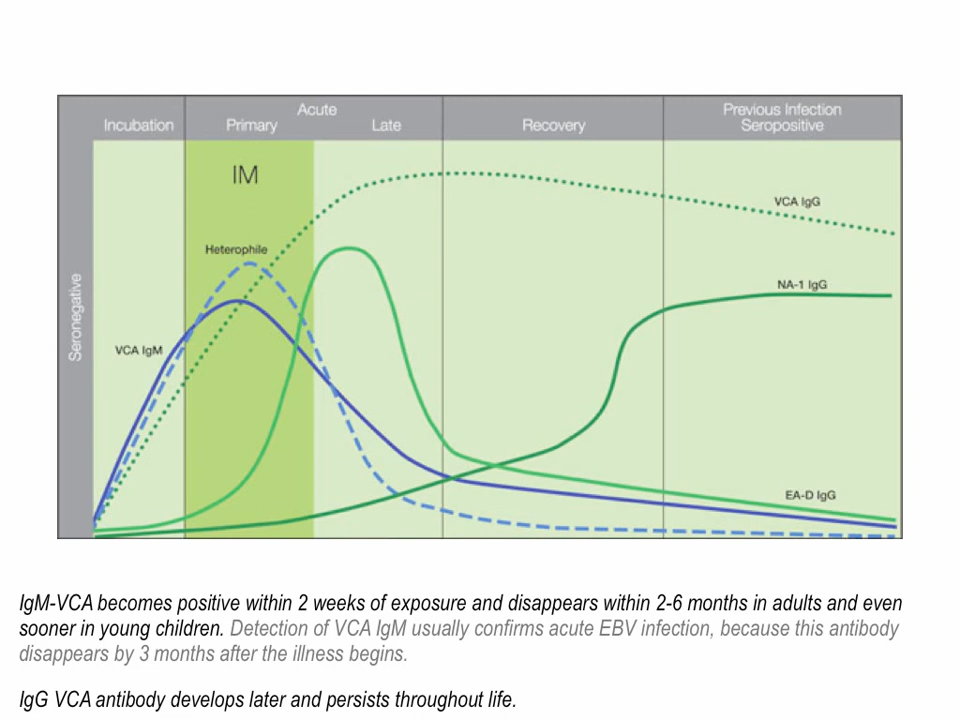 Acute
Previous Infection
Incubation Primary Late Recovery Seropositive
IM
VCA IgG
Heterophile
NA-1 IgG
Seronegative
VCA IgM
EA-D IgG
IgM-VCA becomes positive within 2 weeks of exposure and disappears within 2-6 months in adults and even
sooner in young children. Detection of VCA IgM usually confirms acute EBV infection, because this antibody
disappears by 3 months after the illness begins.
IgG VCA antibody develops later and persists throughout life.